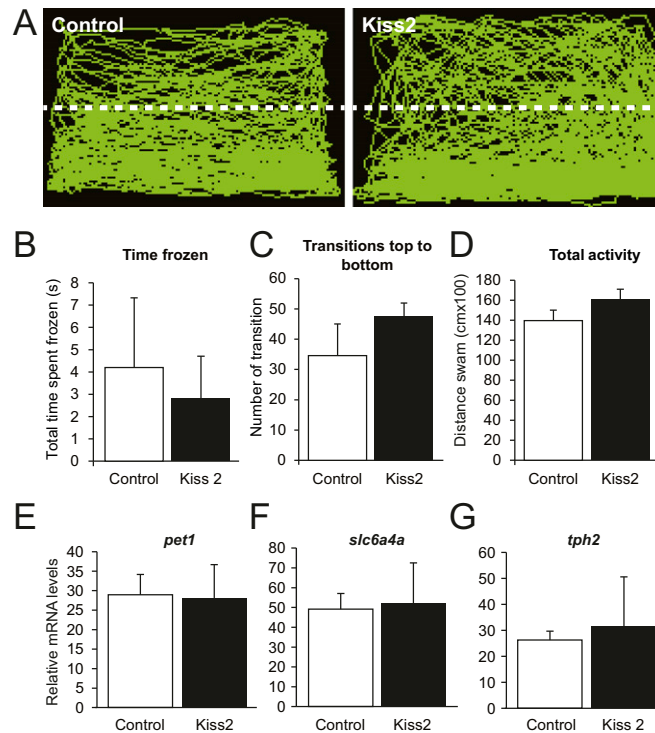 A
Control
Kiss2
B
Time frozen
Total time spent frozen (s)
8
7
6
5
4
3
2
1
0
Control
Kiss 2
C
Transitions top to
bottom
Number of transition
60
50
40
30
20
10
0
Control
Kiss2
D
Total activity
Distance swam (cmx100)
180
160
140
120
100
80
60
40
20
0
Control
Kiss2
E
pet1
Relative mRNA levels
40
35
30
25
20
15
10
5
0
Control
Kiss2
F
slc6a4a
80
70
60
50
40
30
20
10
0
Control
Kiss2
G
tph2
60
50
40
30
20
10
0
Control
Kiss 2